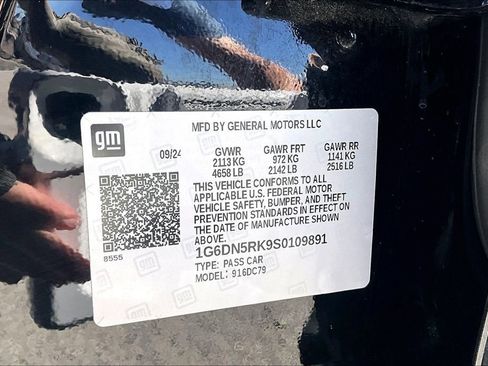 gm
MFD BY GENERAL MOTORS LLC
09/24 GVWR GAWR FRT GAWR RR
2113 KG 972 KG 1141 KG
4658 LB 2142 LB 2516 LB
THIS VEHICLE CONFORMS TO ALL
APPLICABLE U.S. FEDERAL MOTOR
VEHICLE SAFETY, BUMPER, AND THEFT
PREVENTION STANDARDS IN EFFECT ON
THE DATE OF MANUFACTURE SHOWN
ABOVE.
8555
1G6DN5RK9S0109891
TYPE: PASS CAR
MODEL: 916DC79